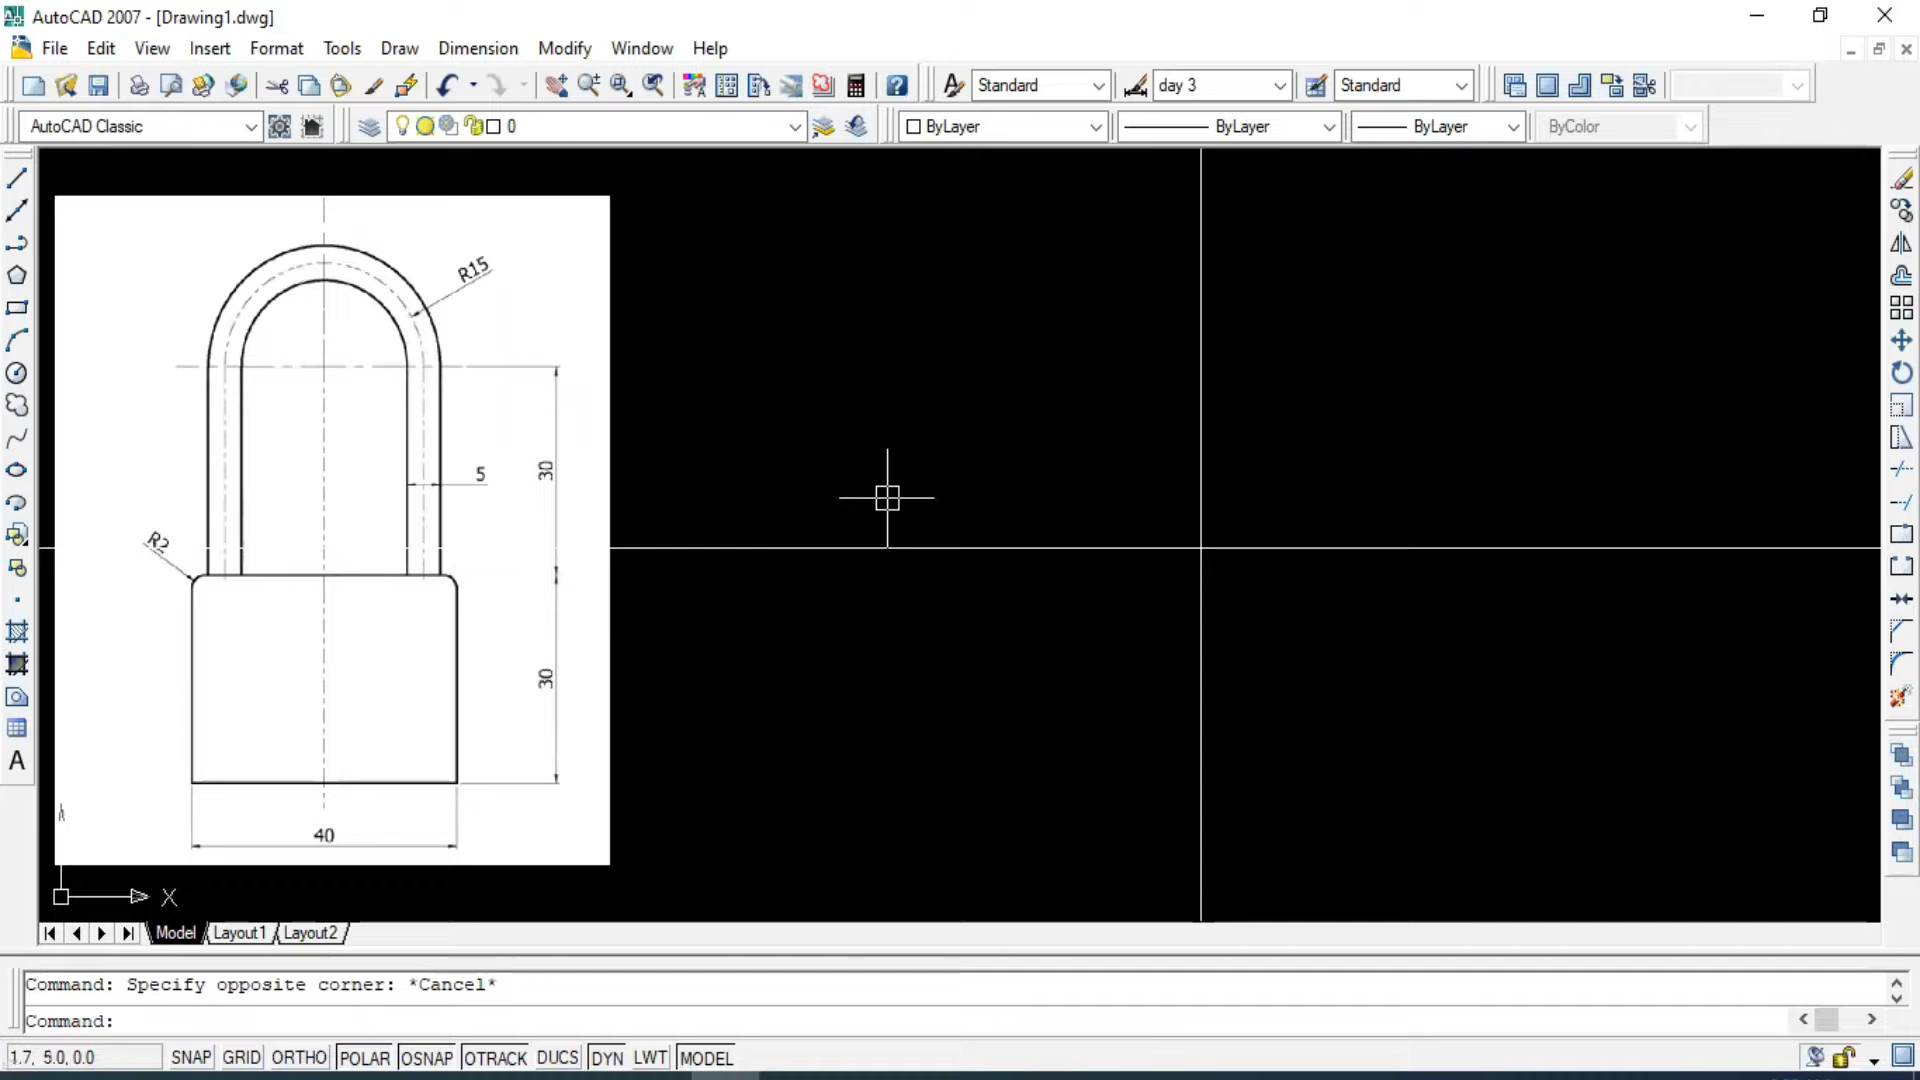 AutoCAD 2007 - [Drawing1.dwg]
File Edit View Insert Format Tools Draw Dimension Modify Window Help
Standard day 3 Standard
AutoCAD Classic 0 ByLayer ByLayer ByLayer ByColor
R15
30
5
R2
30
40
X
A
Model Layout1 Layout2
Command: Specify opposite corner: *Cancel*
Command:
1.7, 5.0, 0.0 SNAP GRID ORTHO POLAR OSNAP OTRACK DUCS DYN LWT MODEL